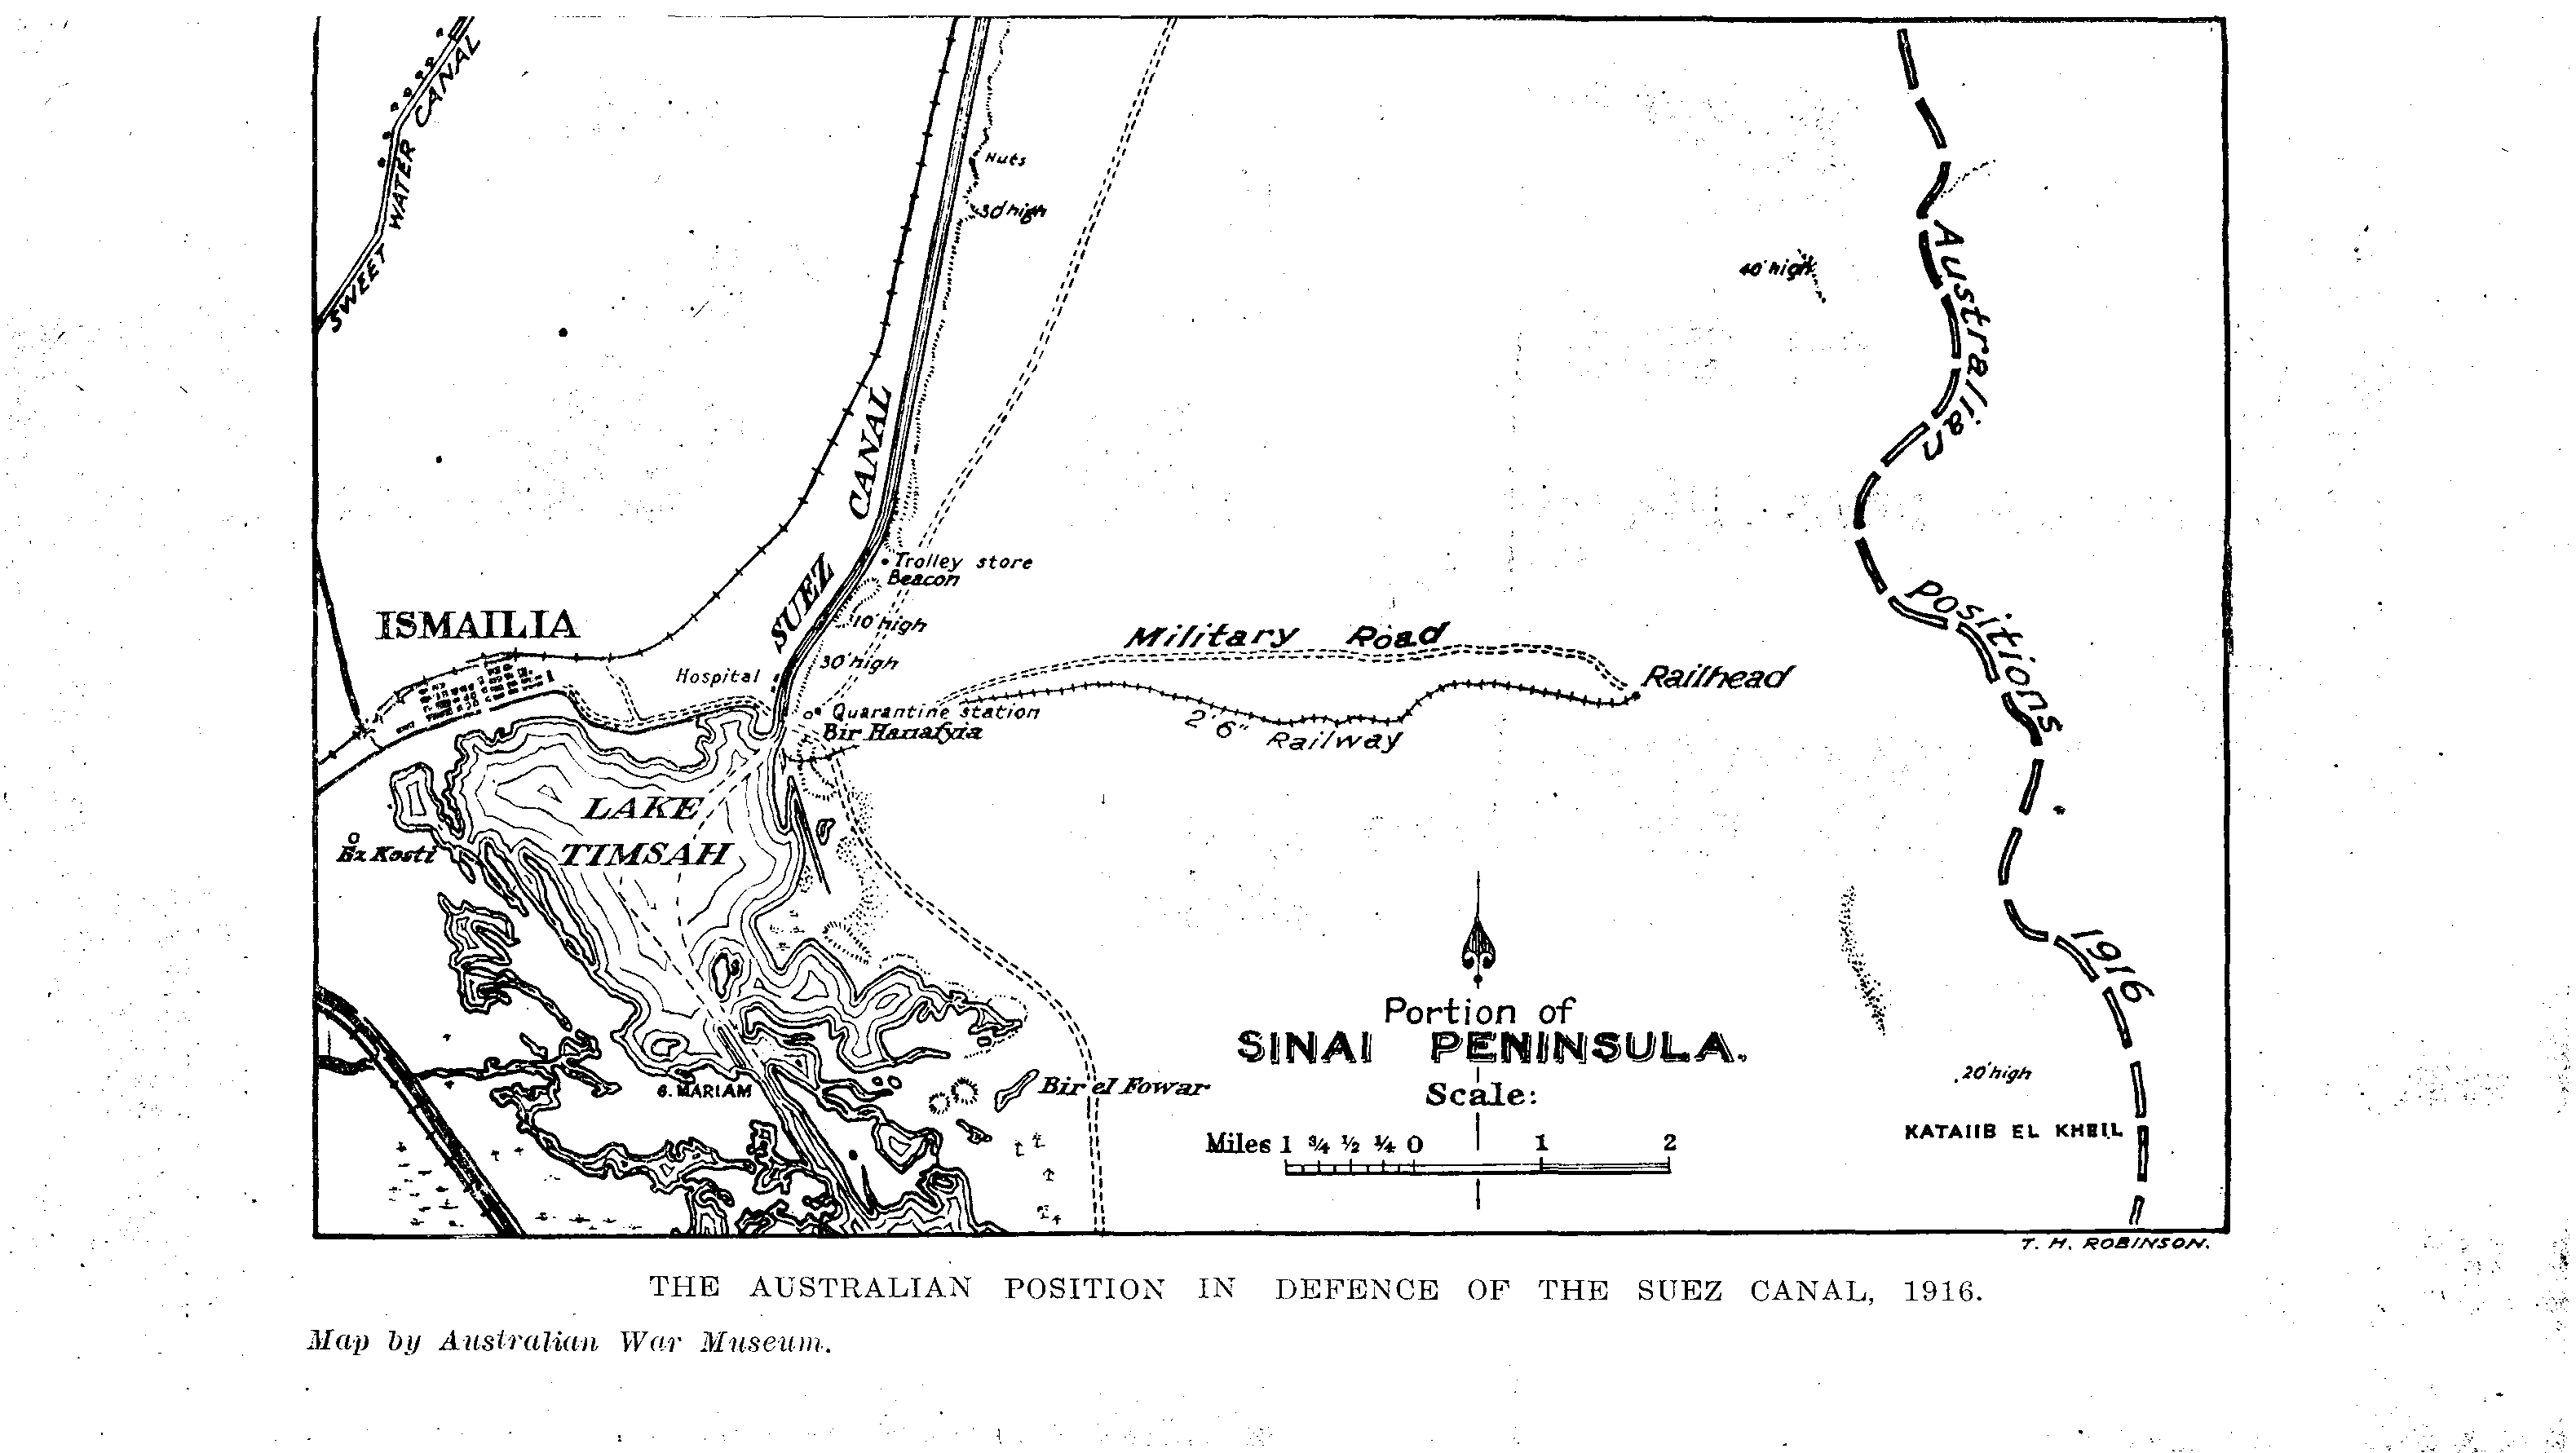 SWEET WATER CANAL
Huts
30' high
40' high
Australian Positions 1916
SUEZ CANAL
Trolley store
Beacon
10' high
30' high
ISMAILIA
Hospital
Military Road
Railhead
Quarantine station
Bir Hanafyia
2' 6" Railway
LAKE
TIMSAH
Ez Kosti
Portion of
SINAI PENINSULA.
Scale:
Miles 1 ¾ ½ ¼ 0 1 2
G. MARIAM
Bir el Fowar
20' high
KATAIIB EL KHEIL
T. H. ROBINSON.
THE AUSTRALIAN POSITION IN DEFENCE OF THE SUEZ CANAL, 1916.
Map by Australian War Museum.